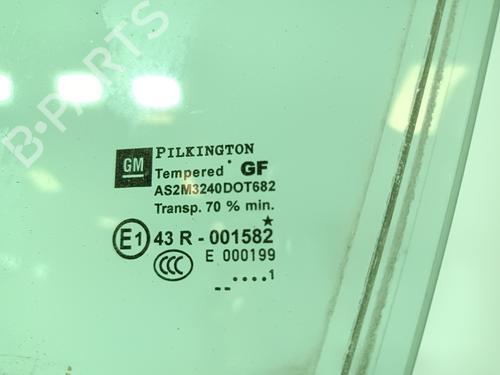 B-PARTS
GM PILKINGTON
Tempered GF
AS2M3240DOT682
Transp. 70 % min.
E1 43 R - 001582
CCC E 000199
--....1